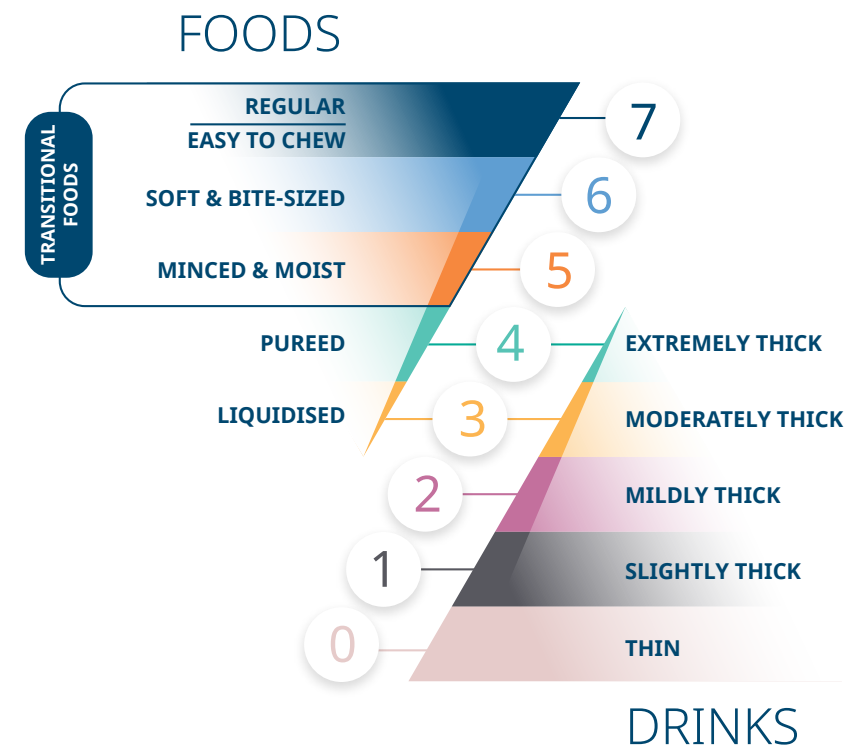 FOODS
TRANSITIONAL
FOODS
REGULAR
EASY TO CHEW
7
SOFT & BITE-SIZED
6
MINCED & MOIST
5
PUREED
4
EXTREMELY THICK
LIQUIDISED
3
MODERATELY THICK
2
MILDLY THICK
1
SLIGHTLY THICK
0
THIN
DRINKS